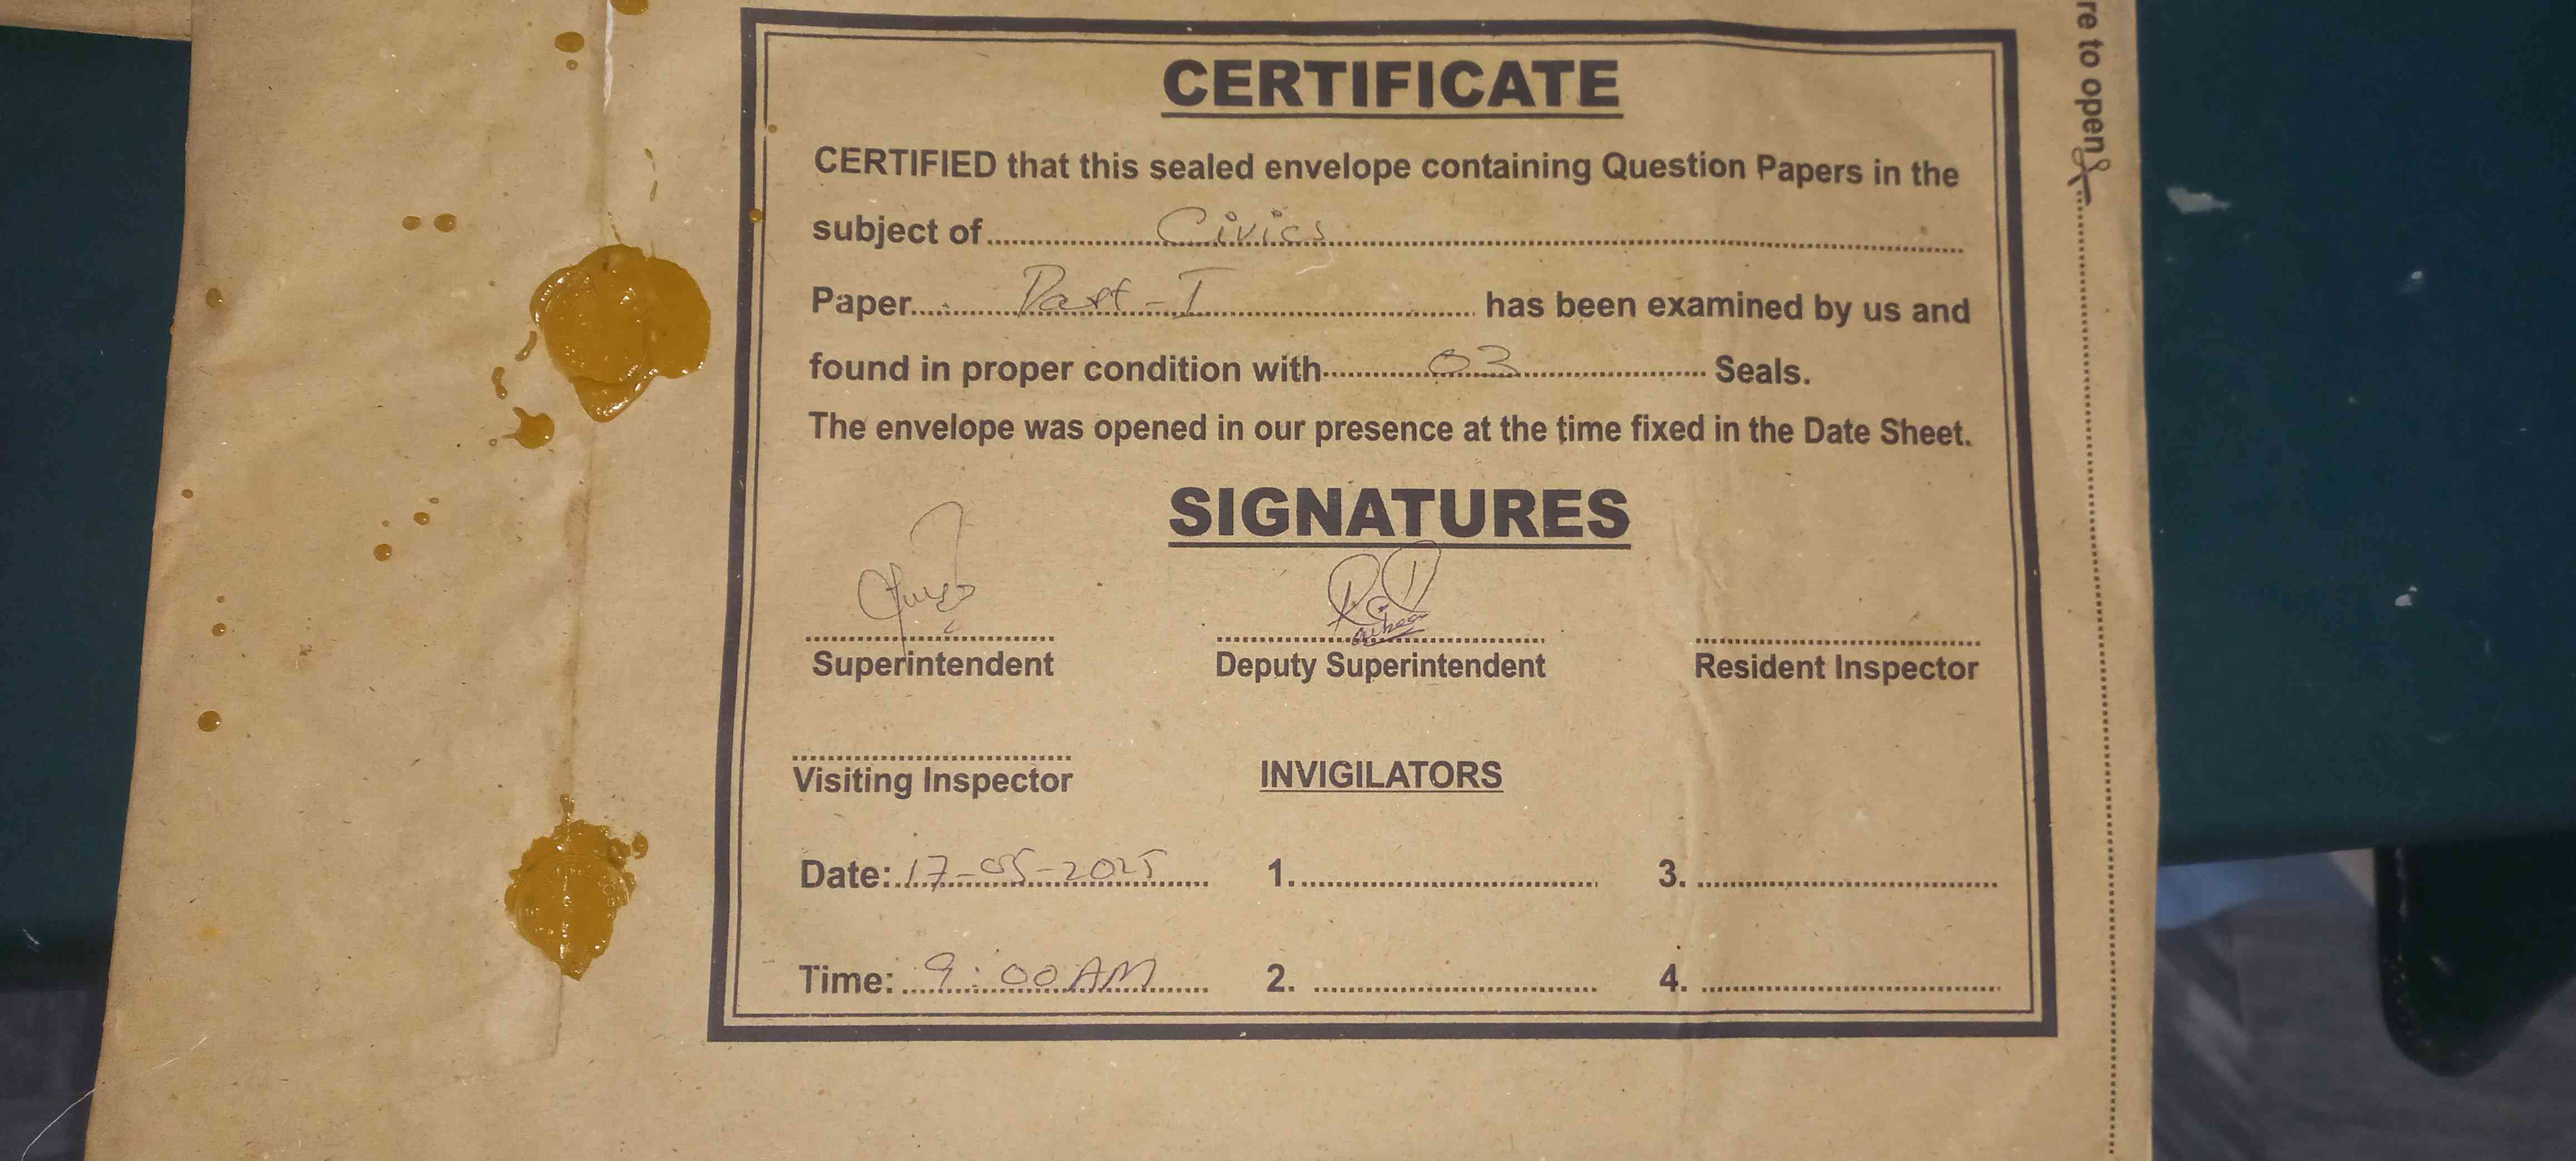 CERTIFICATE
CERTIFIED that this sealed envelope containing Question Papers in the
subject of Civics
Paper Part-I has been examined by us and
found in proper condition with 03 Seals.
The envelope was opened in our presence at the time fixed in the Date Sheet.
SIGNATURES
Superintendent Deputy Superintendent Resident Inspector
Visiting Inspector INVIGILATORS
Date: 17-05-2025 1. 3.
Time: 9:00 AM 2. 4.
re to open